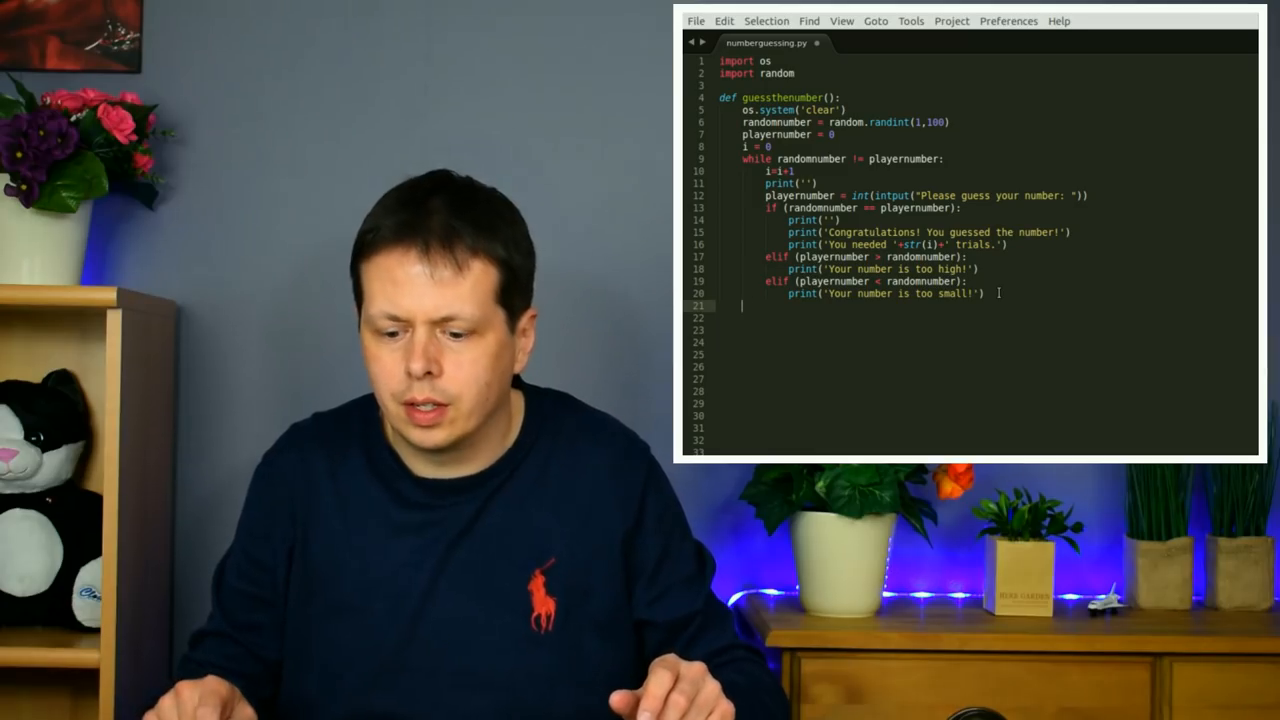 File Edit Selection Find View Goto Tools Project Preferences Help
numberguessing.py
1 import os
2 import random
3
4 def guessthenumber():
5     os.system('clear')
6     randomnumber = random.randint(1,100)
7     playernumber = 0
8     i = 0
9     while randomnumber != playernumber:
10         i=i+1
11         print('')
12         playernumber = int(intput("Please guess your number: "))
13         if (randomnumber == playernumber):
14             print('')
15             print('Congratulations! You guessed the number!')
16             print('You needed '+str(i)+' trials.')
17         elif (playernumber > randomnumber):
18             print('Your number is too high!')
19         elif (playernumber < randomnumber):
20             print('Your number is too small!')
21
22
23
24
25
26
27
28
29
30
31
32
33
HERB GARDEN